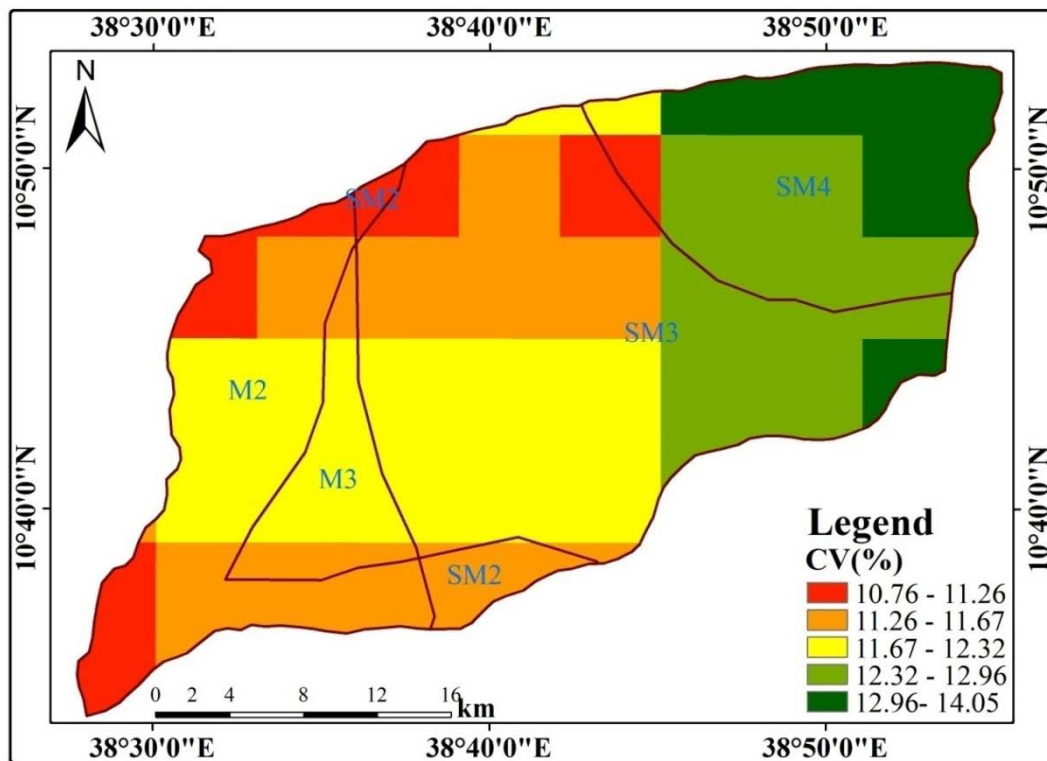 38°30'0"E 38°40'0"E 38°50'0"E
N
10°50'0"N 10°50'0"N
SM2
SM4
SM3
M2
M3
10°40'0"N 10°40'0"N
SM2
Legend
CV(%)
10.76 - 11.26
11.26 - 11.67
11.67 - 12.32
12.32 - 12.96
12.96- 14.05
0 2 4 8 12 16
km
38°30'0"E 38°40'0"E 38°50'0"E